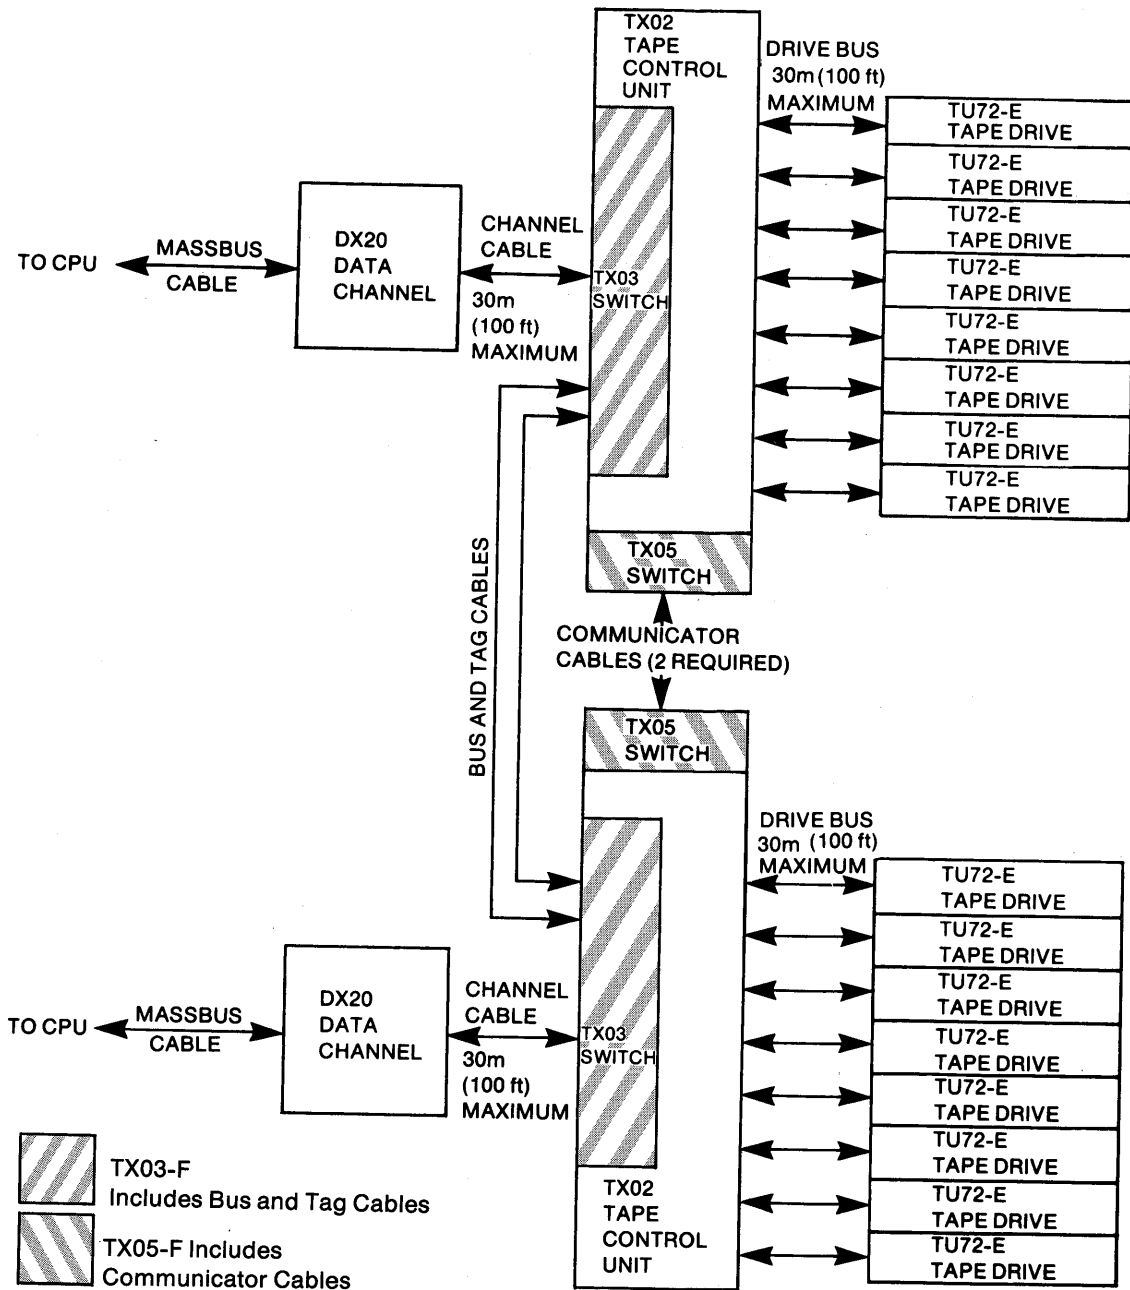 TX02
TAPE
CONTROL
UNIT
DRIVE BUS
30m (100 ft)
MAXIMUM
TU72-E
TAPE DRIVE
TU72-E
TAPE DRIVE
TU72-E
TAPE DRIVE
TU72-E
TAPE DRIVE
TU72-E
TAPE DRIVE
TU72-E
TAPE DRIVE
TU72-E
TAPE DRIVE
TU72-E
TAPE DRIVE
TO CPU
MASSBUS
CABLE
DX20
DATA
CHANNEL
CHANNEL
CABLE
30m
(100 ft)
MAXIMUM
TX03
SWITCH
BUS AND TAG CABLES
TX05
SWITCH
COMMUNICATOR
CABLES (2 REQUIRED)
TX05
SWITCH
DRIVE BUS
30m (100 ft)
MAXIMUM
TU72-E
TAPE DRIVE
TU72-E
TAPE DRIVE
TU72-E
TAPE DRIVE
TU72-E
TAPE DRIVE
TU72-E
TAPE DRIVE
TU72-E
TAPE DRIVE
TU72-E
TAPE DRIVE
TU72-E
TAPE DRIVE
TO CPU
MASSBUS
CABLE
DX20
DATA
CHANNEL
CHANNEL
CABLE
30m
(100 ft)
MAXIMUM
TX03
SWITCH
TX02
TAPE
CONTROL
UNIT
TX03-F
Includes Bus and Tag Cables
TX05-F Includes
Communicator Cables